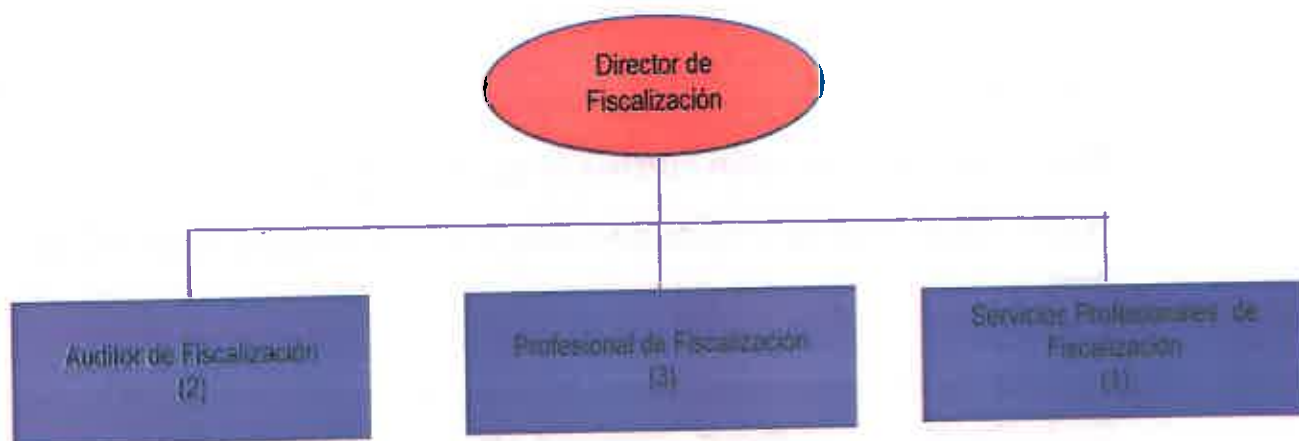 Director de
Fiscalización
Auditor de Fiscalización
(2)
Profesional de Fiscalización
(3)
Servicios Profesionales de
Fiscalización
(1)